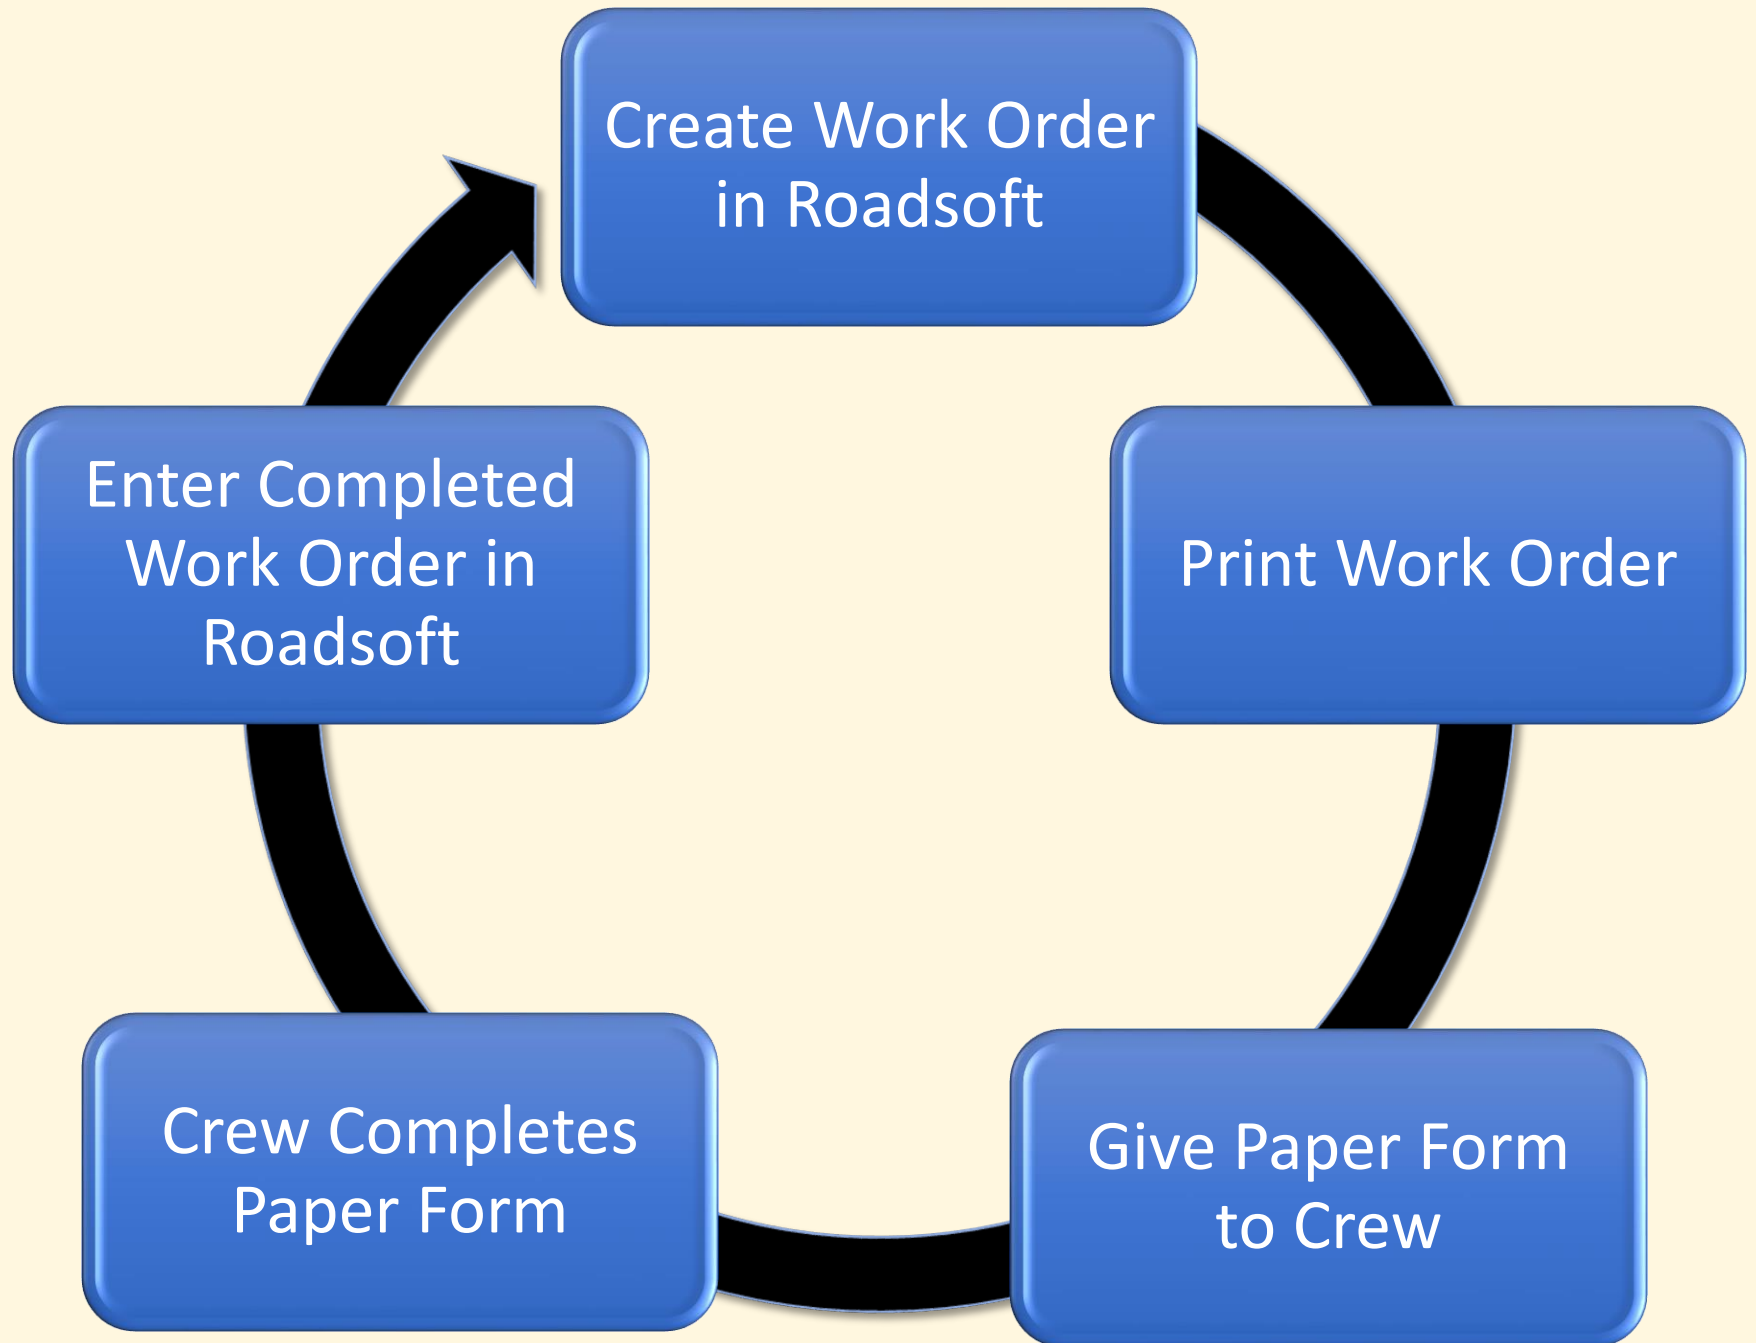 Create Work Order
in Roadsoft
Print Work Order
Give Paper Form
to Crew
Crew Completes
Paper Form
Enter Completed
Work Order in
Roadsoft